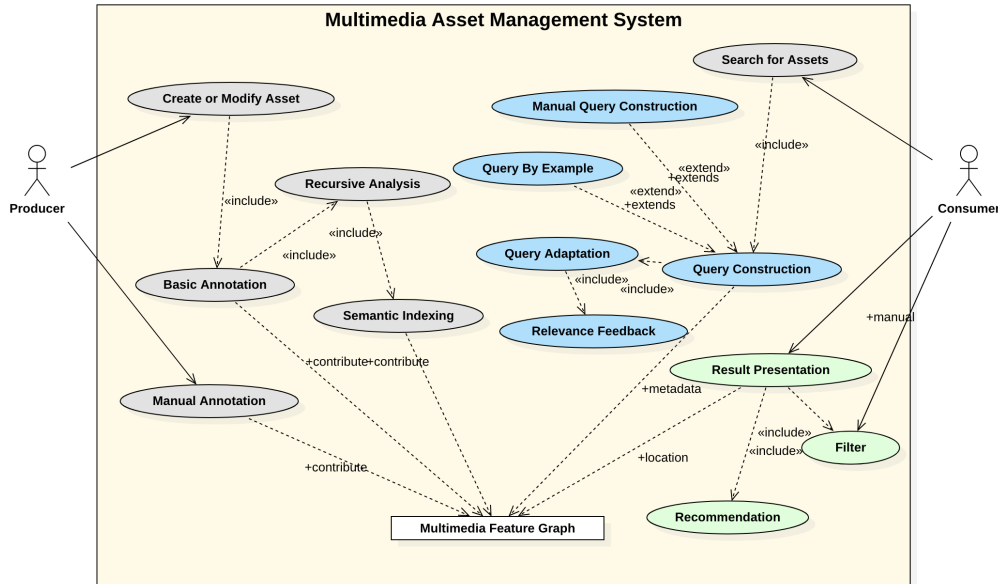 Multimedia Asset Management System
Search for Assets
Create or Modify Asset
Manual Query Construction
«include»
Query By Example
«extend»
+extends
Recursive Analysis
«extend»
+extends
Producer
Consumer
«include»
«include»
«include»
Query Adaptation
Query Construction
Basic Annotation
«include»
«include»
Semantic Indexing
+manual
Relevance Feedback
+contribute
+contribute
Result Presentation
+metadata
Manual Annotation
«include»
Filter
«include»
+location
+contribute
Recommendation
Multimedia Feature Graph